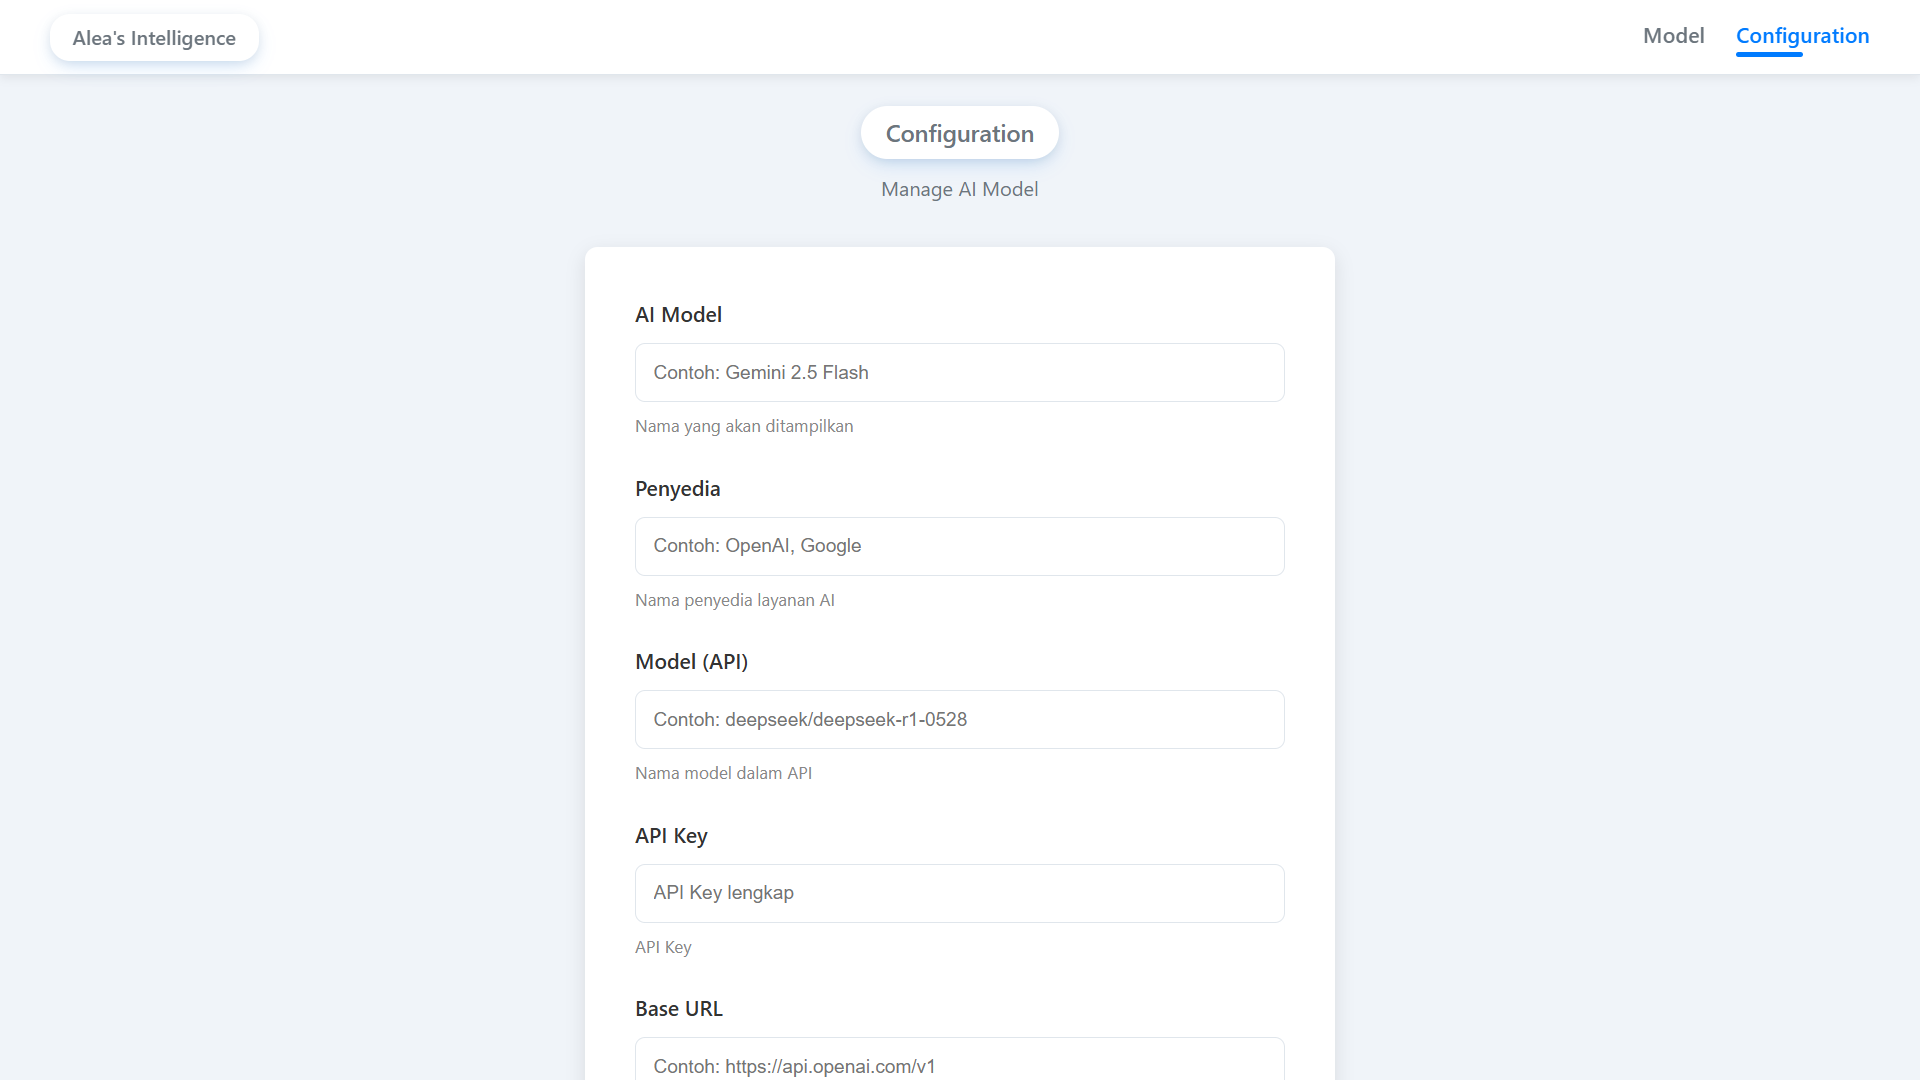 Alea's Intelligence
Model
Configuration
Configuration
Manage AI Model
AI Model
Contoh: Gemini 2.5 Flash
Nama yang akan ditampilkan
Penyedia
Contoh: OpenAI, Google
Nama penyedia layanan AI
Model (API)
Contoh: deepseek/deepseek-r1-0528
Nama model dalam API
API Key
API Key lengkap
API Key
Base URL
Contoh: https://api.openai.com/v1